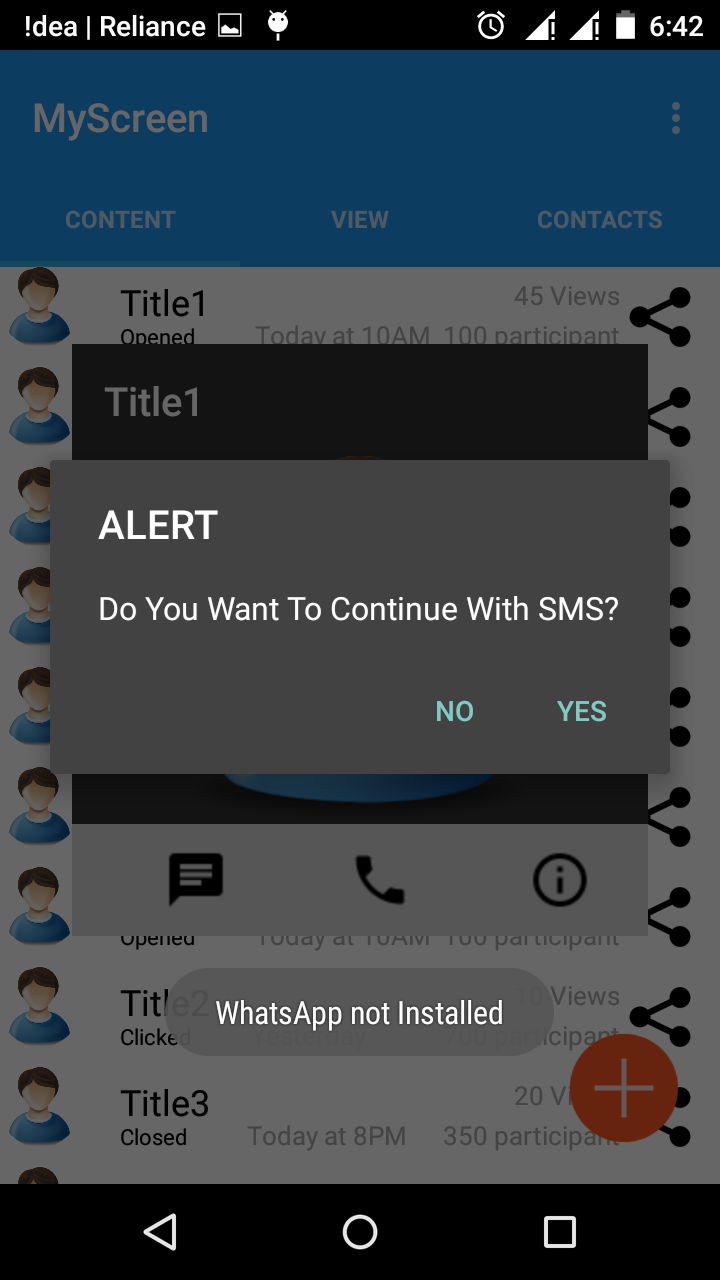 !dea | Reliance 6:42
MyScreen
CONTENT VIEW CONTACTS
Title1 45 Views
Opened Today at 10AM 100 participant
Title1
ALERT
Do You Want To Continue With SMS?
NO YES
Opened Today at 10AM 100 participant
Title2 10 Views
WhatsApp not Installed
Clicked Yesterday 700 participant
Title3 20 Vi
Closed Today at 8PM 350 participant